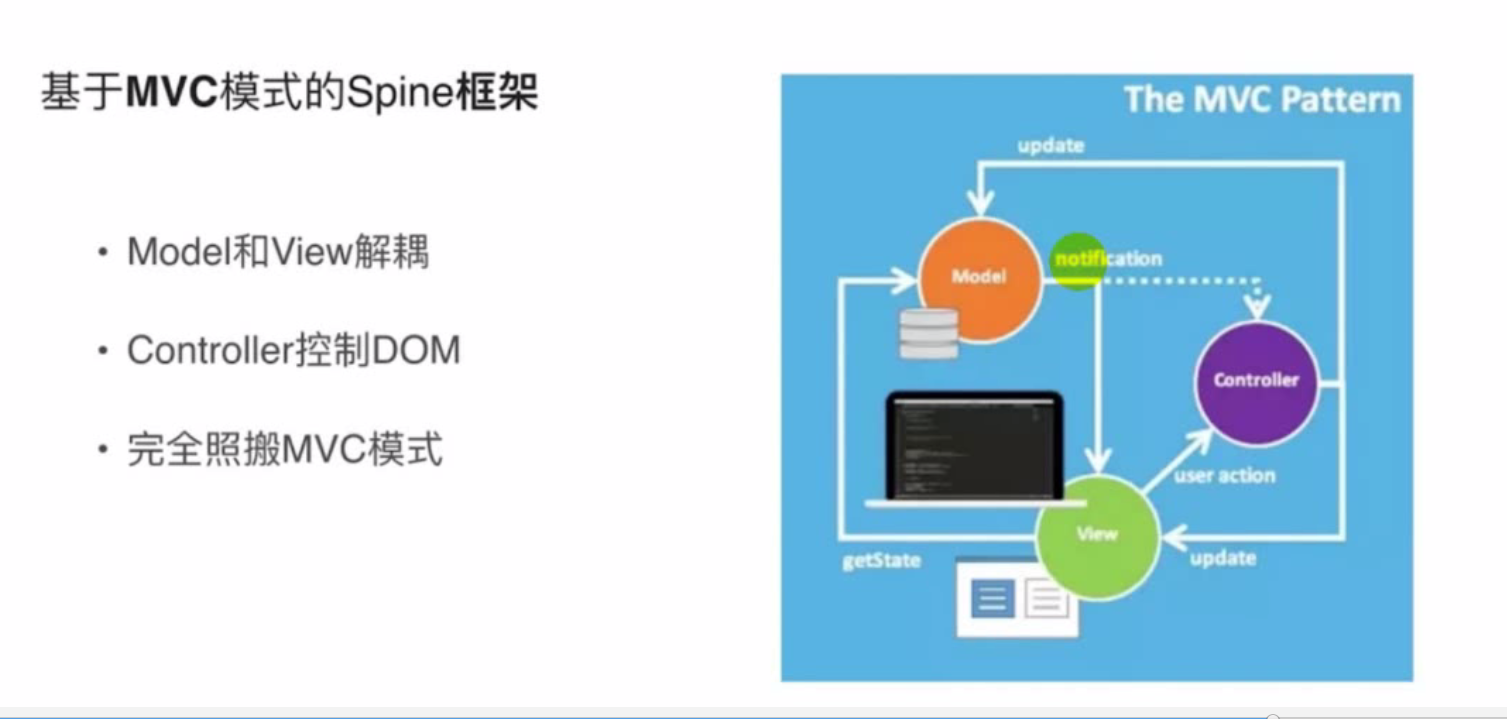 基于MVC模式的Spine框架
• Model和View解耦
• Controller控制DOM
• 完全照搬MVC模式
The MVC Pattern
update
notification
Model
Controller
user action
View
getState
update